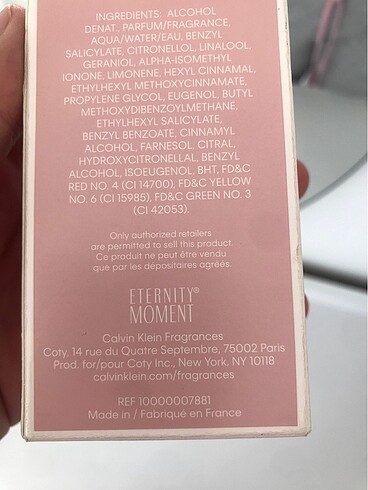 INGREDIENTS: ALCOHOL
DENAT., PARFUM/FRAGRANCE,
AQUA/WATER/EAU, BENZYL
SALICYLATE, CITRONELLOL, LINALOOL,
GERANIOL, ALPHA-ISOMETHYL
IONONE, LIMONENE, HEXYL CINNAMAL,
ETHYLHEXYL METHOXYCINNAMATE,
PROPYLENE GLYCOL, EUGENOL, BUTYL
METHOXYDIBENZOYLMETHANE,
ETHYLHEXYL SALICYLATE,
BENZYL BENZOATE, CINNAMYL
ALCOHOL, FARNESOL, CITRAL,
HYDROXYCITRONELLAL, BENZYL
ALCOHOL, ISOEUGENOL, BHT, FD&C
RED NO. 4 (CI 14700), FD&C YELLOW
NO. 6 (CI 15985), FD&C GREEN NO. 3
(CI 42053).
Only authorized retailers
are permitted to sell this product.
Ce produit ne peut être vendu
que par les dépositaires agréés.
ETERNITY®
MOMENT
Calvin Klein Fragrances
Coty, 14 rue du Quatre Septembre, 75002 Paris
Prod. for/pour Coty Inc., New York, NY 10118
calvinklein.com/fragrances
REF 10000007881
Made in / Fabriqué en France